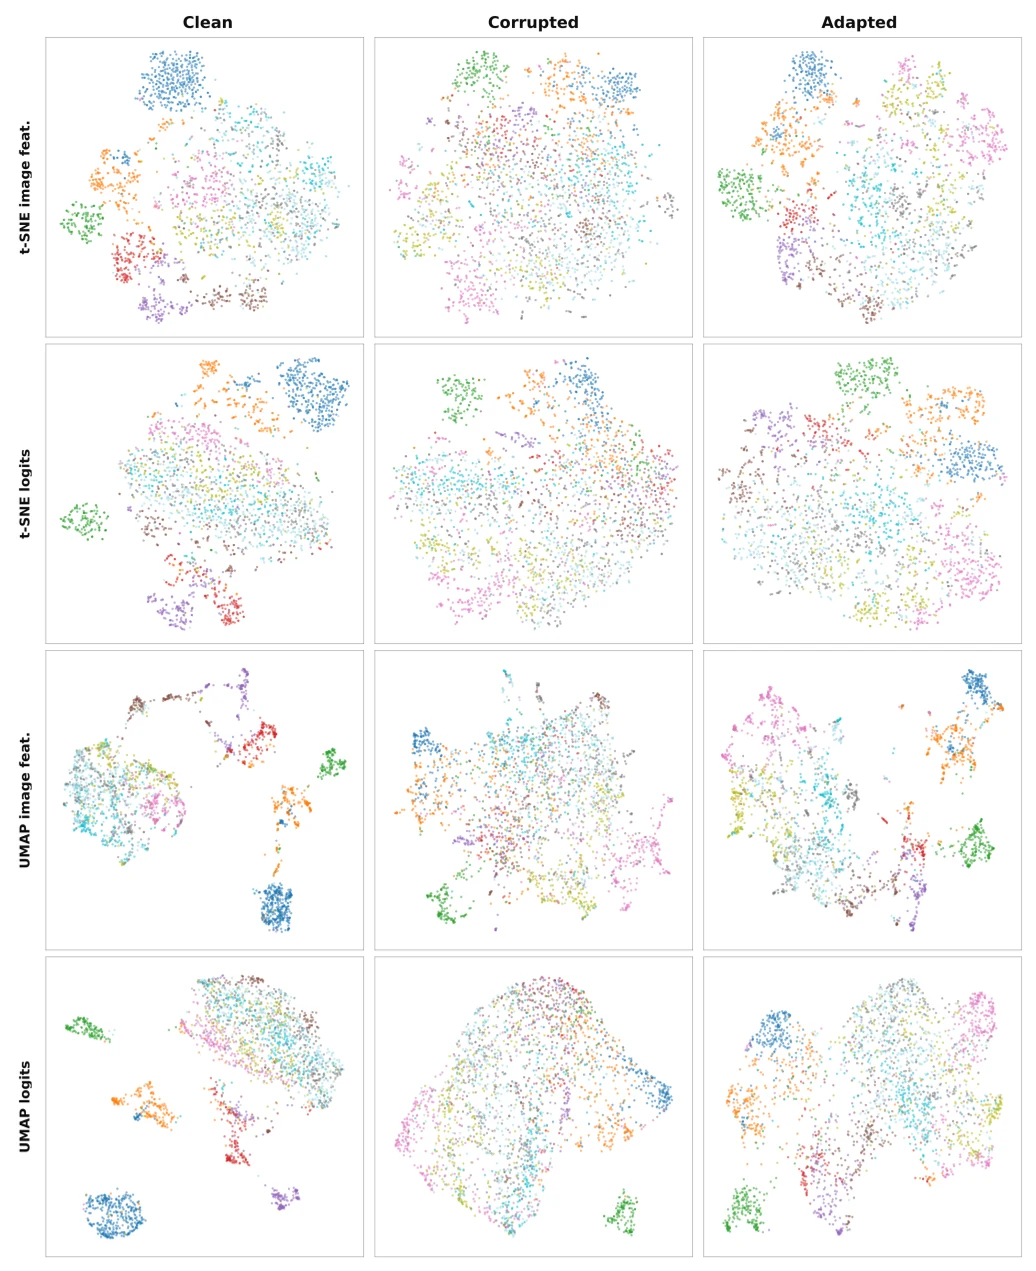 Clean
Corrupted
Adapted
t-SNE image feat.
t-SNE logits
UMAP image feat.
UMAP logits